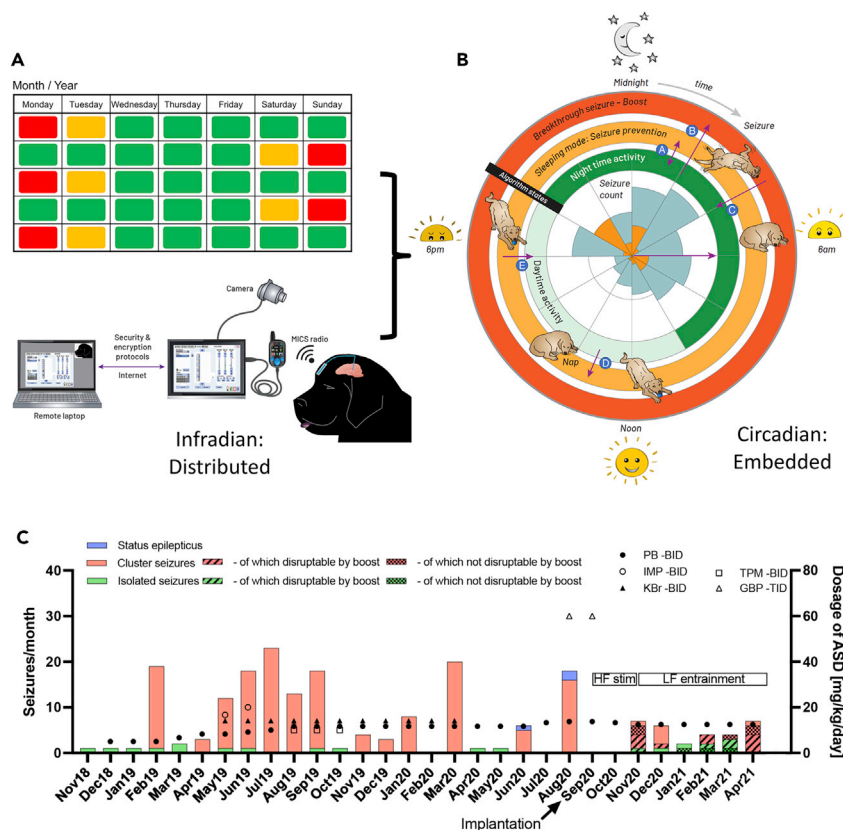 A
Month / Year
Monday Tuesday Wednesday Thursday Friday Saturday Sunday
Camera
Security &
encryption
protocols
Internet
MICS radio
Remote laptop
Infradian:
Distributed
B
Midnight
time
Seizure
Breakthrough seizure – Boost
Sleeping mode: Seizure prevention
Night time activity
Algorithm states
Seizure
count
A
B
C
D
E
6pm
6am
Daytime activity
Nap
Noon
Circadian:
Embedded
C
Status epilepticus
Cluster seizures - of which disruptable by boost - of which not disruptable by boost
Isolated seizures - of which disruptable by boost - of which not disruptable by boost
PB -BID
IMP -BID TPM -BID
KBr -BID GBP -TID
Seizures/month
40
30
20
10
0
Dosage of ASD [mg/kg/day]
80
60
40
20
0
HF stim LF entrainment
Nov18 Dec18 Jan19 Feb19 Mar19 Apr19 May19 Jun19 Jul19 Aug19 Sep19 Oct19 Nov19 Dec19 Jan20 Feb20 Mar20 Apr20 May20 Jun20 Jul20 Aug20 Sep20 Oct20 Nov20 Dec20 Jan21 Feb21 Mar21 Apr21
Implantation